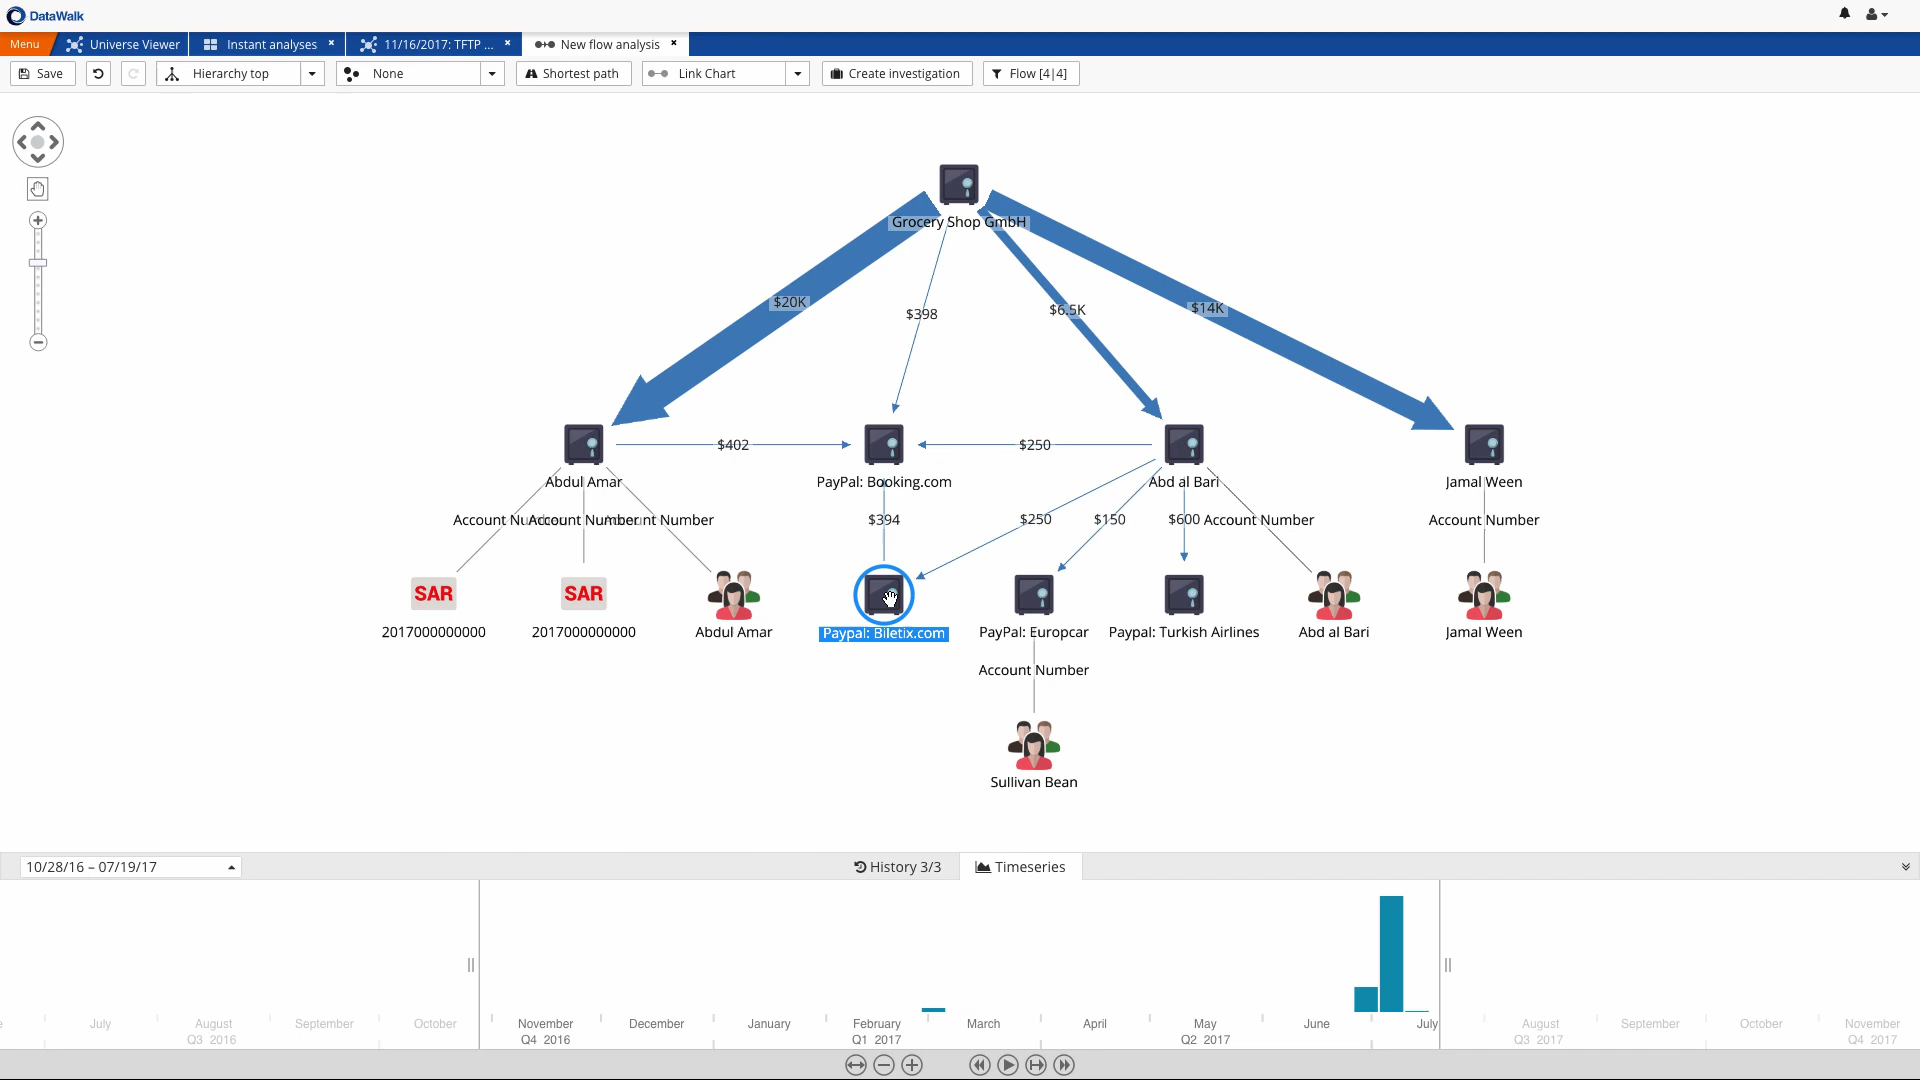 DataWalk
Menu
Universe Viewer
Instant analyses
11/16/2017: TFTP ...
New flow analysis
Save
Hierarchy top
None
Shortest path
Link Chart
Create investigation
Flow [4|4]
Grocery Shop GmbH
$20K
$398
$6.5K
$14K
$402
$250
Abdul Amar
PayPal: Booking.com
Abd al Bari
Jamal Ween
Account Number
Account Number
$394
$250
$150
$600
Account Number
Account Number
SAR
SAR
2017000000000
2017000000000
Abdul Amar
Paypal: Biletix.com
PayPal: Europcar
Paypal: Turkish Airlines
Abd al Bari
Jamal Ween
Account Number
Sullivan Bean
10/28/16 – 07/19/17
History 3/3
Timeseries
July
August
September
October
November
December
January
February
March
April
May
June
July
August
September
October
November
Q3 2016
Q4 2016
Q1 2017
Q2 2017
Q3 2017
Q4 2017